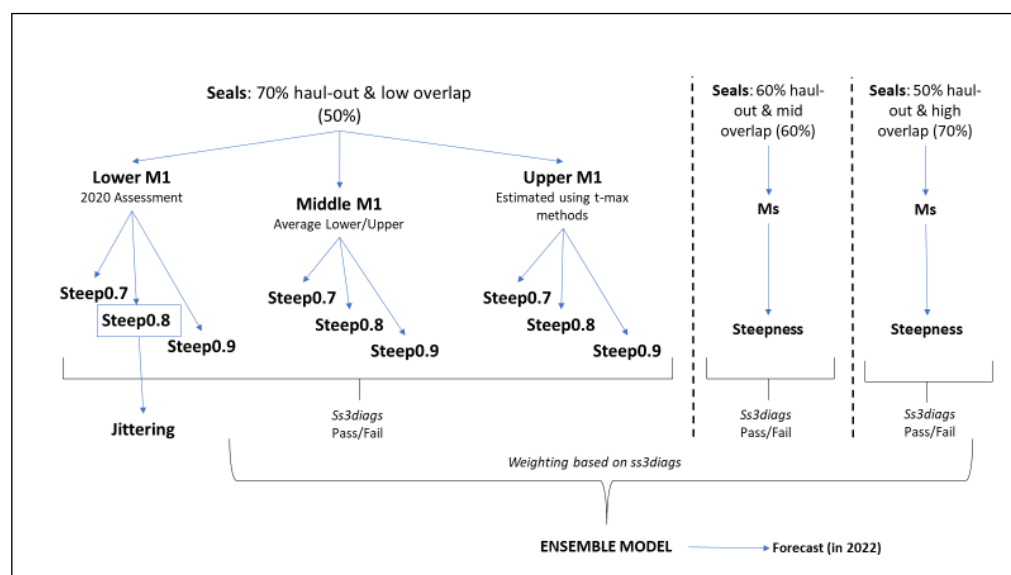 Seals: 70% haul-out & low overlap
(50%)
Seals: 60% haul-
out & mid
overlap (60%)
Seals: 50% haul-
out & high
overlap (70%)
Lower M1
2020 Assessment
Middle M1
Average Lower/Upper
Upper M1
Estimated using t-max
methods
Ms
Ms
Steep0.7
Steep0.8
Steep0.9
Steep0.7
Steep0.8
Steep0.9
Steep0.7
Steep0.8
Steep0.9
Steepness
Steepness
Jittering
Ss3diags
Pass/Fail
Ss3diags
Pass/Fail
Ss3diags
Pass/Fail
Weighting based on ss3diags
ENSEMBLE MODEL
Forecast (in 2022)